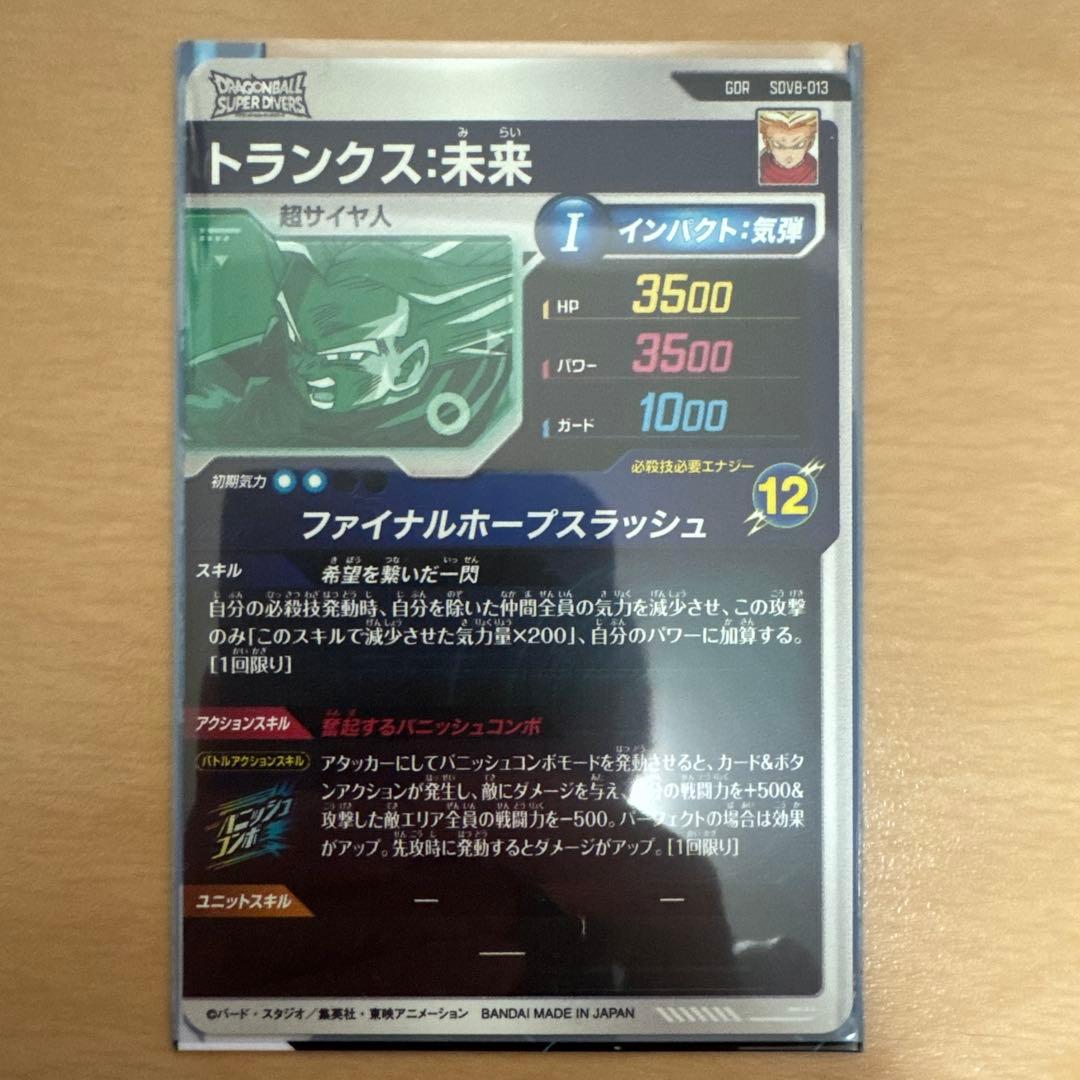 DRAGONBALL
SUPER DIVERS
GDR SDV8-013
み らい
トランクス:未来
超サイヤ人
I インパクト:気弾
HP 3500
パワー 3500
ガード 1000
初期気力
必殺技必要エナジー
12
ファイナルホープスラッシュ
スキル 希望を繋いだ一閃
自分の必殺技発動時、自分を除いた仲間全員の気力を減少させ、この攻撃
のみ「このスキルで減少させた気力量×200」、自分のパワーに加算する。
[1回限り]
アクションスキル 奮起するバニッシュコンボ
バトルアクションスキル
バニッシュ
コンボ
アタッカーにしてバニッシュコンボモードを発動させると、カード&ボタ
ンアクションが発生し、敵にダメージを与え、自分の戦闘力を+500&
攻撃した敵エリア全員の戦闘力を-500。パーフェクトの場合は効果
がアップ。先攻時に発動するとダメージがアップ。[1回限り]
ユニットスキル — —
—
©バード・スタジオ/集英社・東映アニメーション BANDAI MADE IN JAPAN